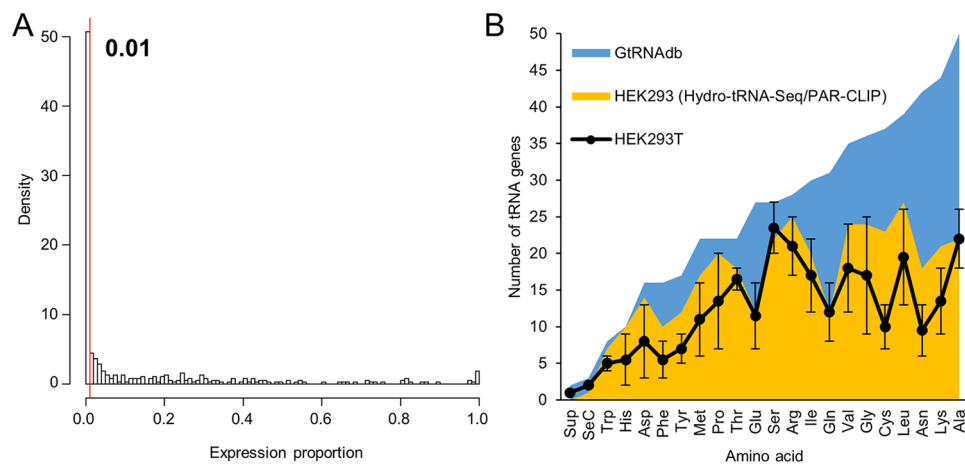 A
0.01
50
40
30
20
10
0
Density
0.0
0.2
0.4
0.6
0.8
1.0
Expression proportion
B
GtRNAdb
HEK293 (Hydro-tRNA-Seq/PAR-CLIP)
HEK293T
50
45
40
35
30
25
20
15
10
5
0
Number of tRNA genes
Sup
SeC
Trp
His
Asp
Phe
Tyr
Met
Pro
Thr
Glu
Ser
Arg
Ile
Gln
Val
Gly
Cys
Leu
Asn
Lys
Ala
Amino acid